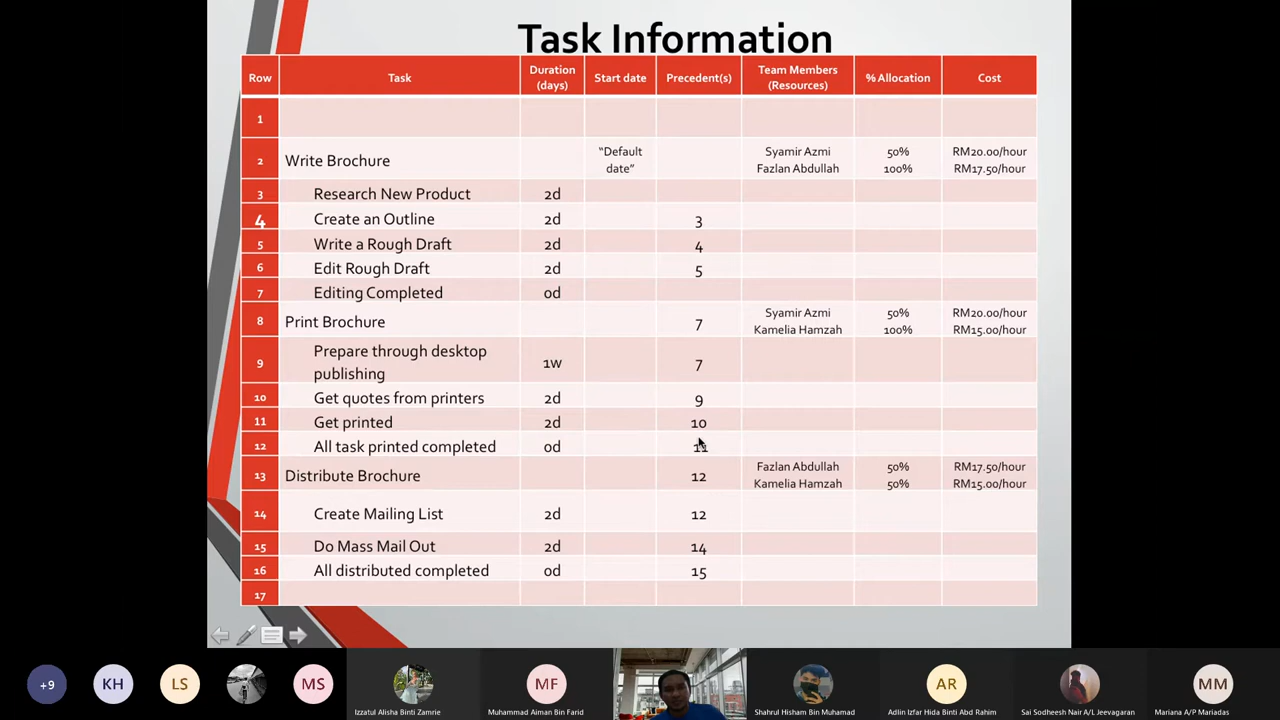 Task Information
Row Task Duration (days) Start date Precedent(s) Team Members (Resources) % Allocation Cost
1
2 Write Brochure “Default date” Syamir Azmi 50% RM20.00/hour
Fazlan Abdullah 100% RM17.50/hour
3 Research New Product 2d
4 Create an Outline 2d 3
5 Write a Rough Draft 2d 4
6 Edit Rough Draft 2d 5
7 Editing Completed 0d
8 Print Brochure 7 Syamir Azmi 50% RM20.00/hour
Kamelia Hamzah 100% RM15.00/hour
9 Prepare through desktop publishing 1w 7
10 Get quotes from printers 2d 9
11 Get printed 2d 10
12 All task printed completed 0d 11
13 Distribute Brochure 12 Fazlan Abdullah 50% RM17.50/hour
Kamelia Hamzah 50% RM15.00/hour
14 Create Mailing List 2d 12
15 Do Mass Mail Out 2d 14
16 All distributed completed 0d 15
17
+9 KH LS MS MF AR MM
Izzatul Alisha Binti Zamrie Muhammad Aiman Bin Farid Shahrul Hisham Bin Muhamad Adlin Izfar Hida Binti Abd Rahim Sai Sodheesh Nair A/L Jeevagaran Mariana A/P Mariadas